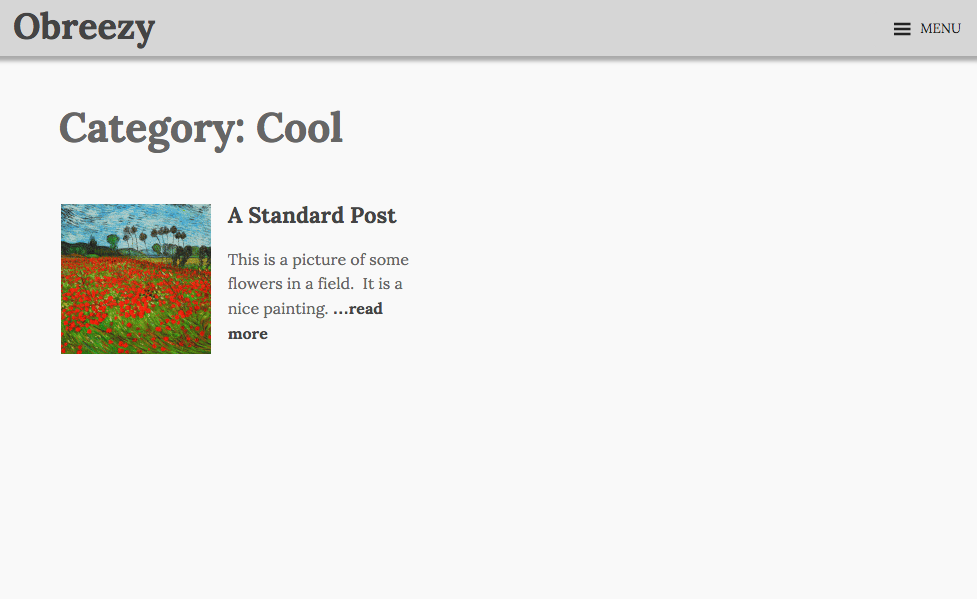 Obreezy
MENU
Category: Cool
A Standard Post
This is a picture of some
flowers in a field.  It is a
nice painting. …read
more